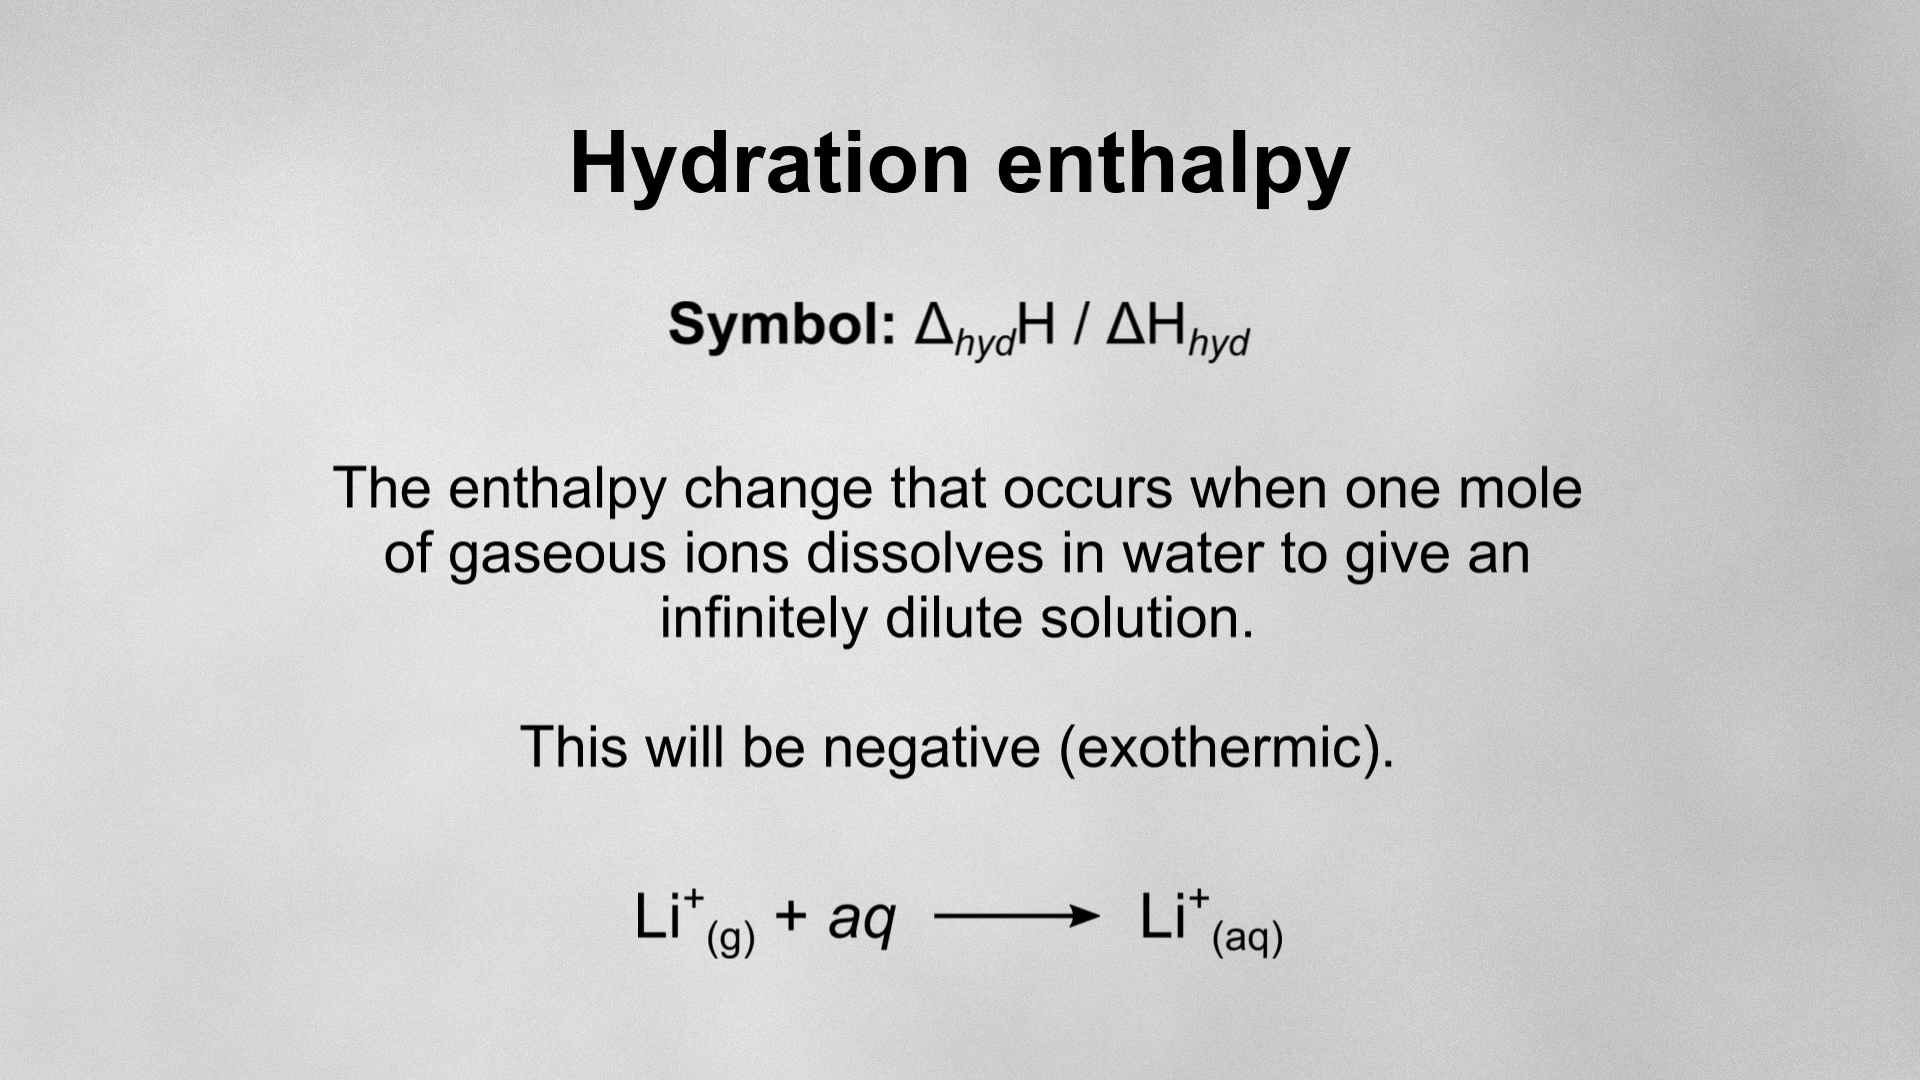 Hydration enthalpy
Symbol: ΔhydH / ΔHhyd
The enthalpy change that occurs when one mole
of gaseous ions dissolves in water to give an
infinitely dilute solution.
This will be negative (exothermic).
Li⁺(g) + aq ⟶ Li⁺(aq)